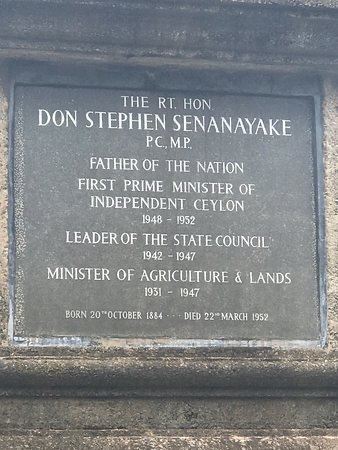 THE RT. HON.
DON STEPHEN SENANAYAKE
P.C., M.P.
FATHER OF THE NATION
FIRST PRIME MINISTER OF
INDEPENDENT CEYLON
1948 - 1952
LEADER OF THE STATE COUNCIL
1942 - 1947
MINISTER OF AGRICULTURE & LANDS
1931 - 1947
BORN 20TH OCTOBER 1884 · · · DIED 22ND MARCH 1952